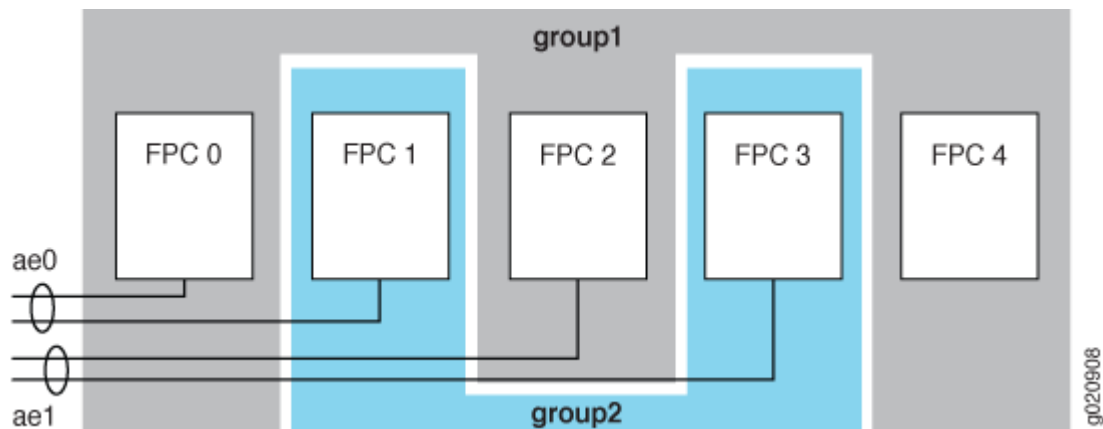 group1
FPC 0
FPC 1
FPC 2
FPC 3
FPC 4
ae0
ae1
group2
g020908